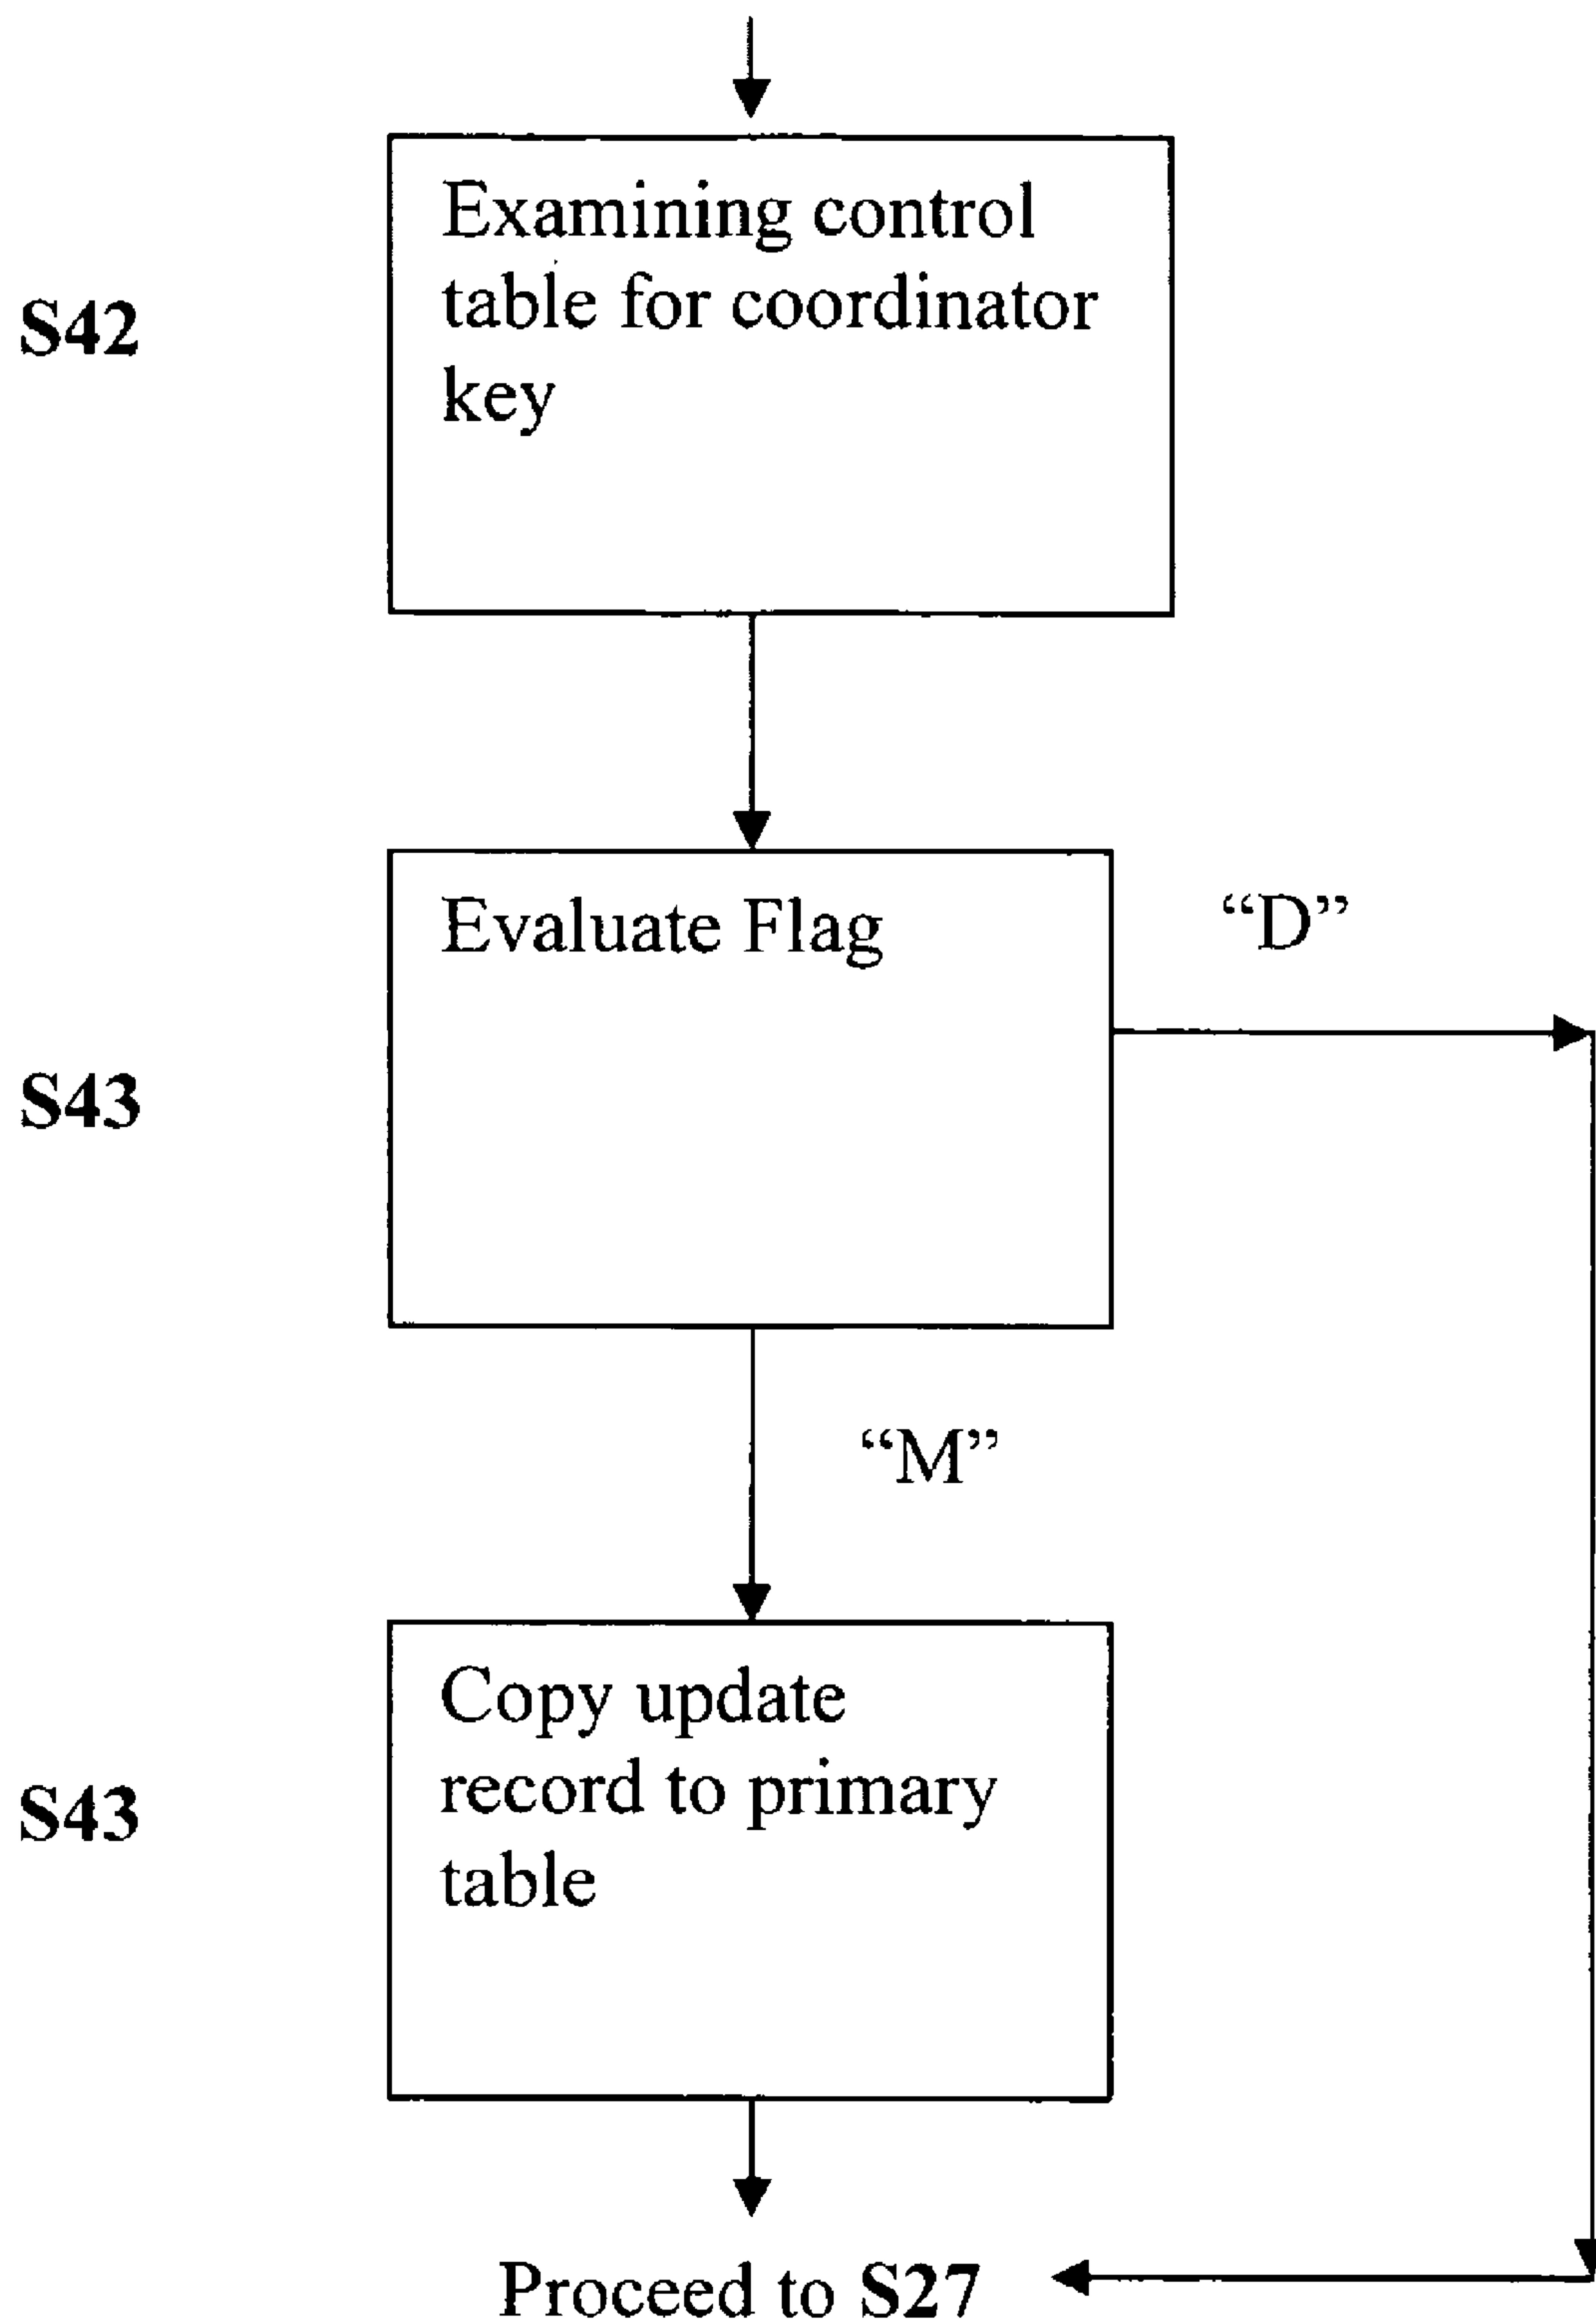 S42
Examining control
table for coordinator
key
S43
Evaluate Flag
“D”
“M”
S43
Copy update
record to primary
table
Proceed to S27